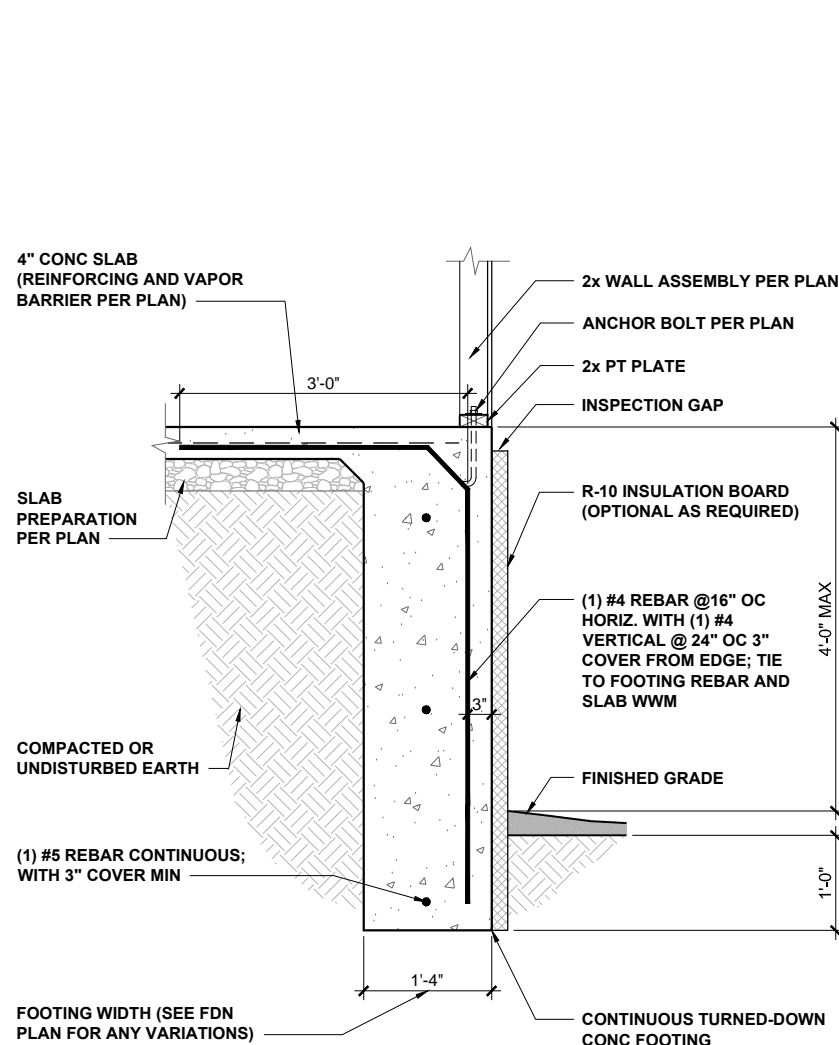 4" CONC SLAB
(REINFORCING AND VAPOR
BARRIER PER PLAN)
3'-0"
2x WALL ASSEMBLY PER PLAN
ANCHOR BOLT PER PLAN
2x PT PLATE
INSPECTION GAP
SLAB
PREPARATION
PER PLAN
R-10 INSULATION BOARD
(OPTIONAL AS REQUIRED)
(1) #4 REBAR @16" OC
HORIZ. WITH (1) #4
VERTICAL @ 24" OC 3"
COVER FROM EDGE; TIE
TO FOOTING REBAR AND
SLAB WWM
4'-0" MAX
3"
COMPACTED OR
UNDISTURBED EARTH
FINISHED GRADE
(1) #5 REBAR CONTINUOUS;
WITH 3" COVER MIN
1'-0"
1'-4"
FOOTING WIDTH (SEE FDN
PLAN FOR ANY VARIATIONS)
CONTINUOUS TURNED-DOWN
CONC FOOTING